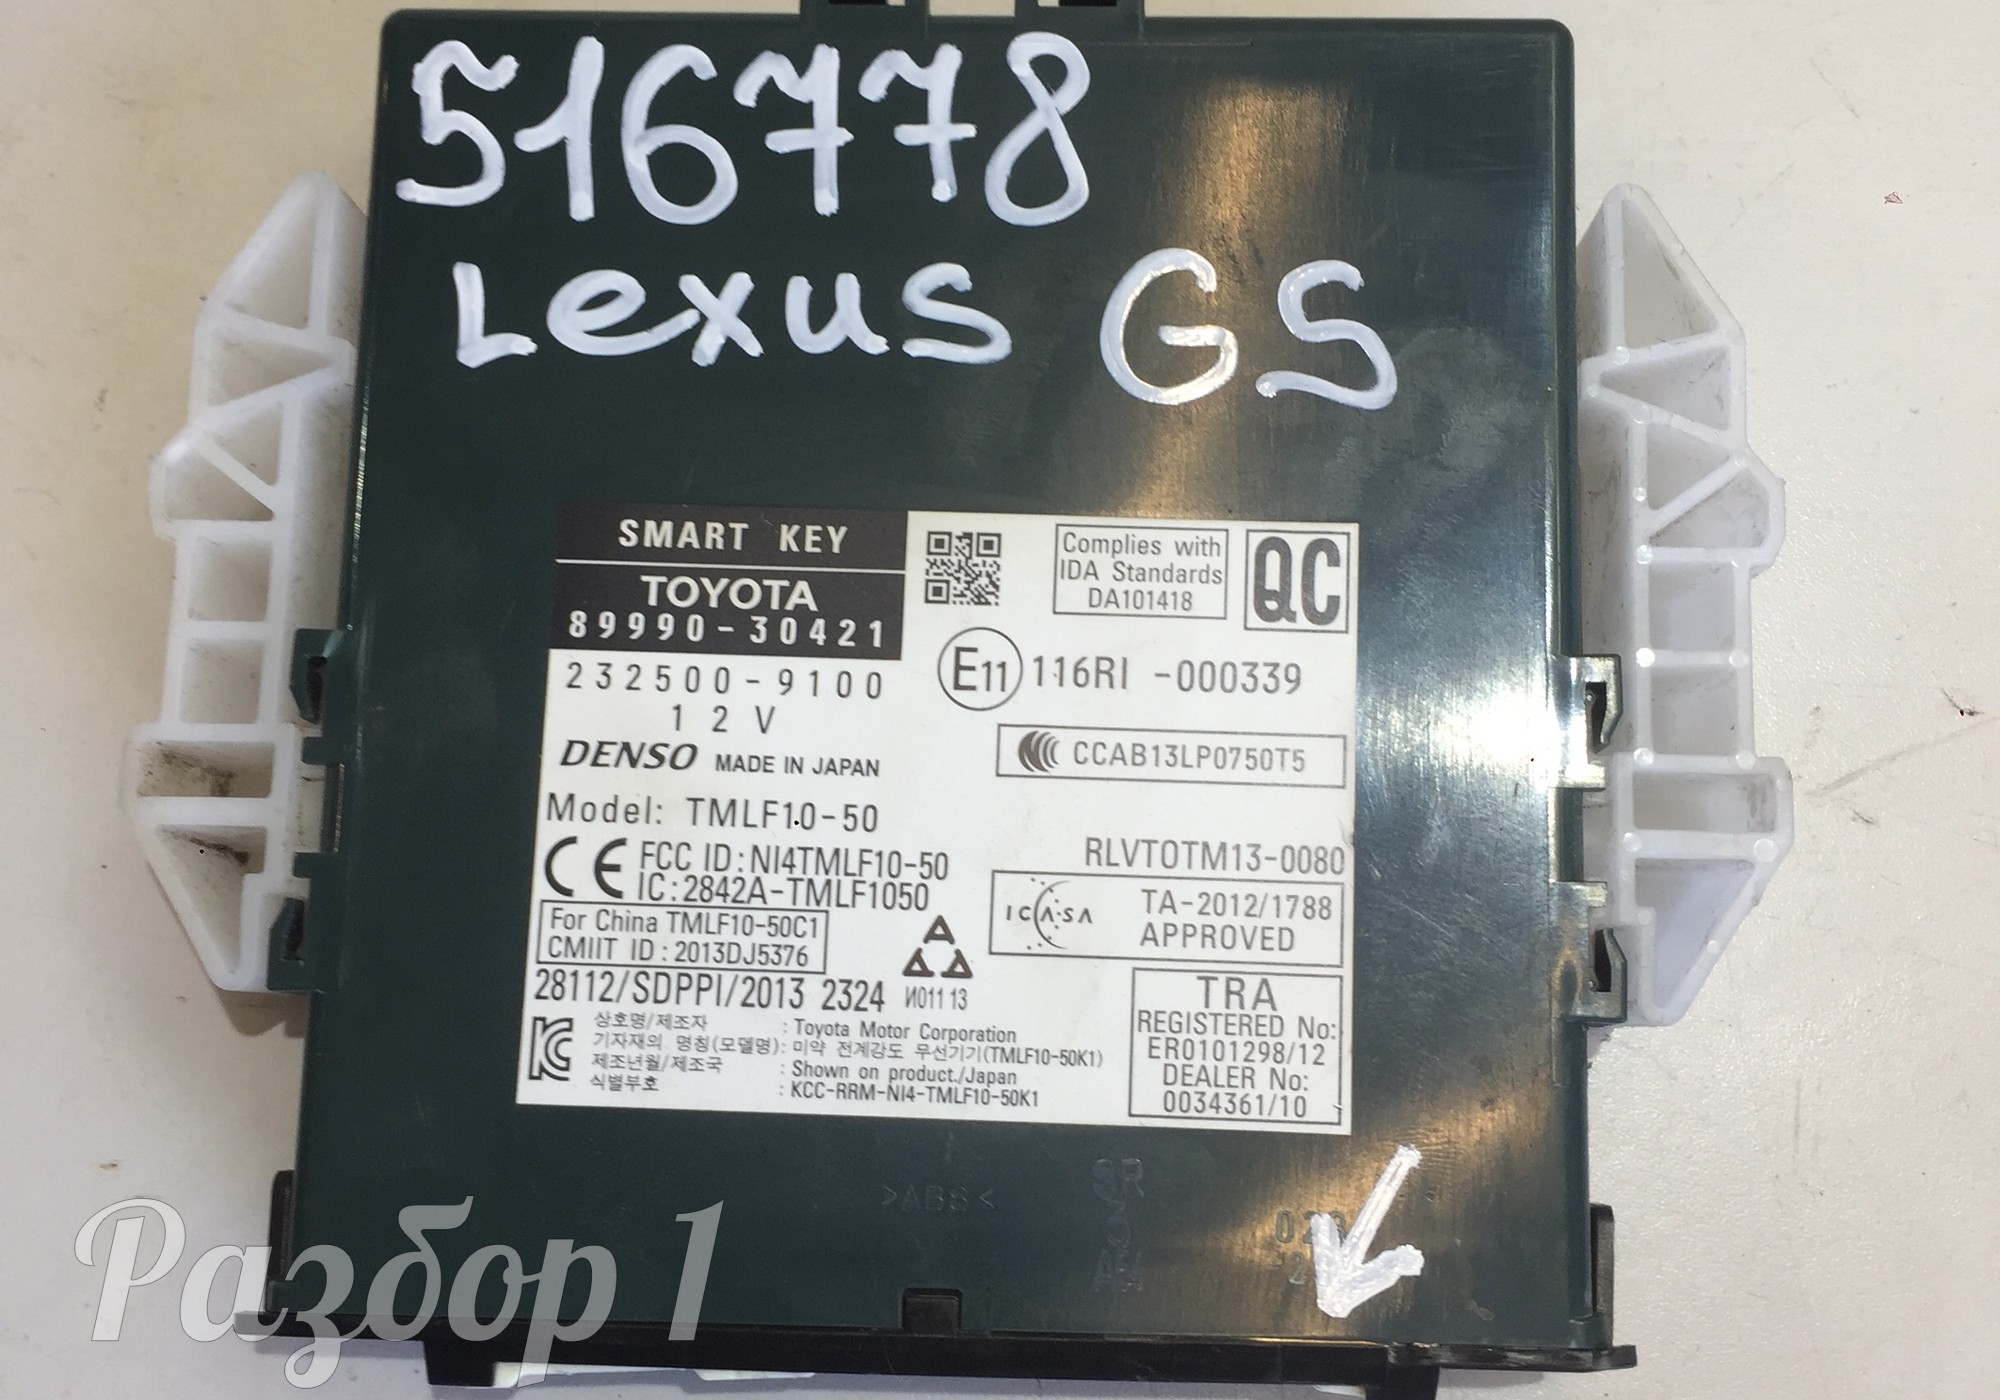 516778
Lexus GS
SMART KEY
TOYOTA
89990-30421
232500-9100
12V
DENSO MADE IN JAPAN
Model: TMLF10-50
CE FCC ID: NI4TMLF10-50
IC: 2842A-TMLF1050
For China TMLF10-50C1
CMIIT ID: 2013DJ5376
28112/SDPPI/2013 2324
И011 13
Complies with
IDA Standards
DA101418
QC
E11 116RI -000339
CCAB13LP0750T5
RLVTOTM13-0080
ICASA
TA-2012/1788
APPROVED
TRA
REGISTERED No:
ER0101298/12
DEALER No:
0034361/10
상호명/제조자 : Toyota Motor Corporation
기자재의 명칭(모델명): 미약 전계강도 무선기기(TMLF10-50K1)
제조년월/제조국 : Shown on product./Japan
식별부호 : KCC-RRM-NI4-TMLF10-50K1
>ABS<
Разбор 1